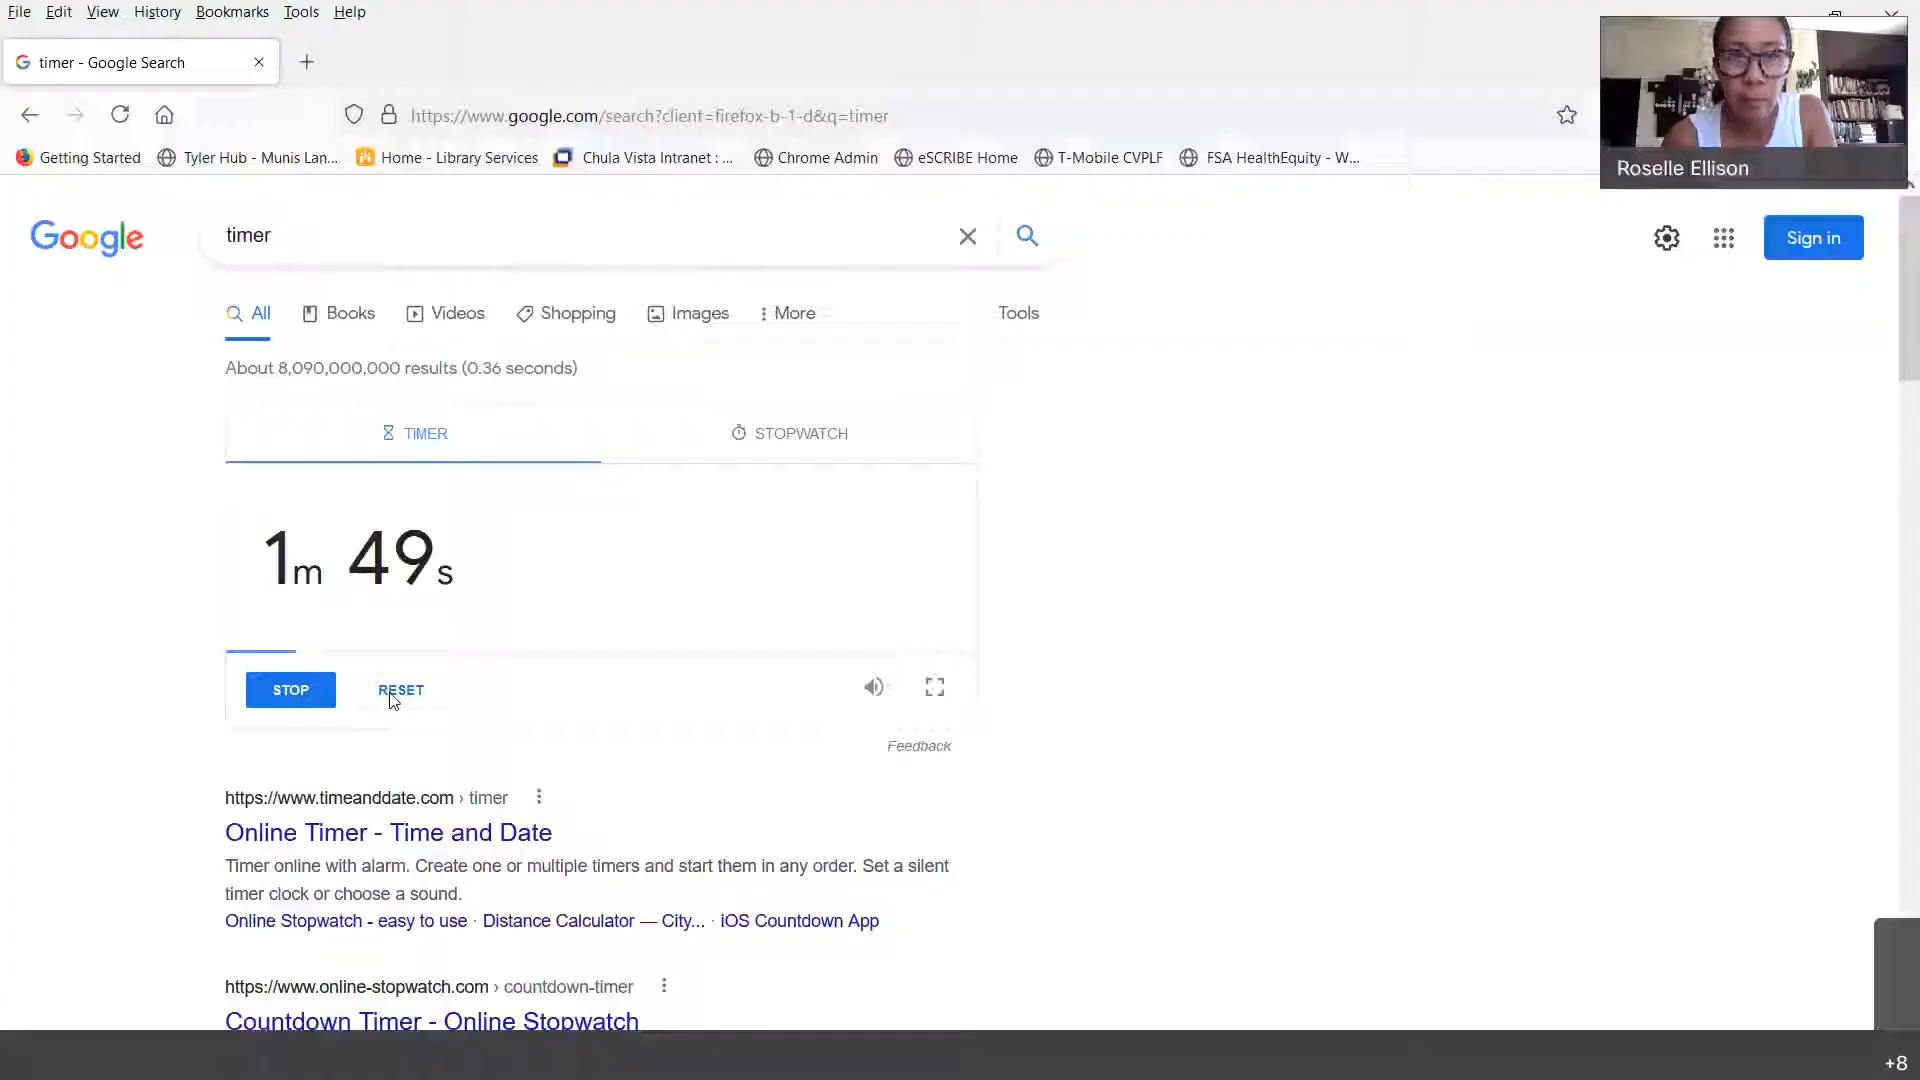 File Edit View History Bookmarks Tools Help
timer - Google Search
https://www.google.com/search?client=firefox-b-1-d&q=timer
Getting Started Tyler Hub - Munis Lan... Home - Library Services Chula Vista Intranet : ... Chrome Admin eSCRIBE Home T-Mobile CVPLF FSA HealthEquity - W...
Roselle Ellison
Google timer Sign in
All Books Videos Shopping Images More Tools
About 8,090,000,000 results (0.36 seconds)
TIMER STOPWATCH
1m 49s
STOP RESET
Feedback
https://www.timeanddate.com › timer
Online Timer - Time and Date
Timer online with alarm. Create one or multiple timers and start them in any order. Set a silent
timer clock or choose a sound.
Online Stopwatch - easy to use · Distance Calculator — City... · iOS Countdown App
https://www.online-stopwatch.com › countdown-timer
Countdown Timer - Online Stopwatch
+8